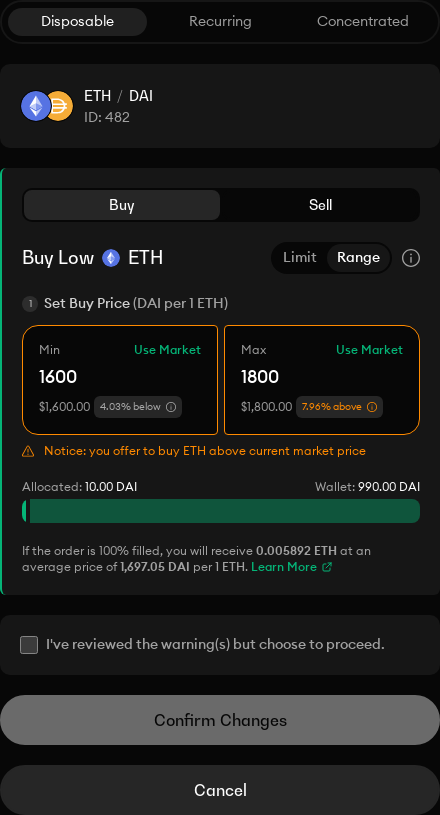 Disposable Recurring Concentrated
ETH / DAI
ID: 482
Buy Sell
Buy Low ETH Limit Range
1 Set Buy Price (DAI per 1 ETH)
Min Use Market Max Use Market
1600 1800
$1,600.00 4.03% below $1,800.00 7.96% above
Notice: you offer to buy ETH above current market price
Allocated: 10.00 DAI Wallet: 990.00 DAI
If the order is 100% filled, you will receive 0.005892 ETH at an
average price of 1,697.05 DAI per 1 ETH. Learn More
I've reviewed the warning(s) but choose to proceed.
Confirm Changes
Cancel